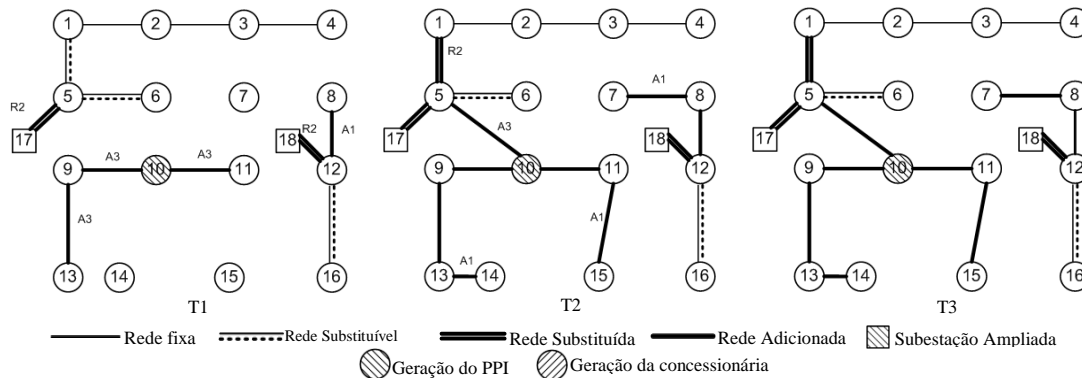 1 2 3 4
R2
5 6 7 8
17
R2
A1
18
A3 A3
9 10 11 12
A3
13 14 15 16
T1
1 2 3 4
R2
A1
5 6 7 8
17
A3
18
9 10 11 12
A1
A1
13 14 15 16
T2
1 2 3 4
5 6 7 8
17
18
9 10 11 12
13 14 15 16
T3
Rede fixa
Rede Substituível
Rede Substituída
Rede Adicionada
Subestação Ampliada
Geração do PPI
Geração da concessionária